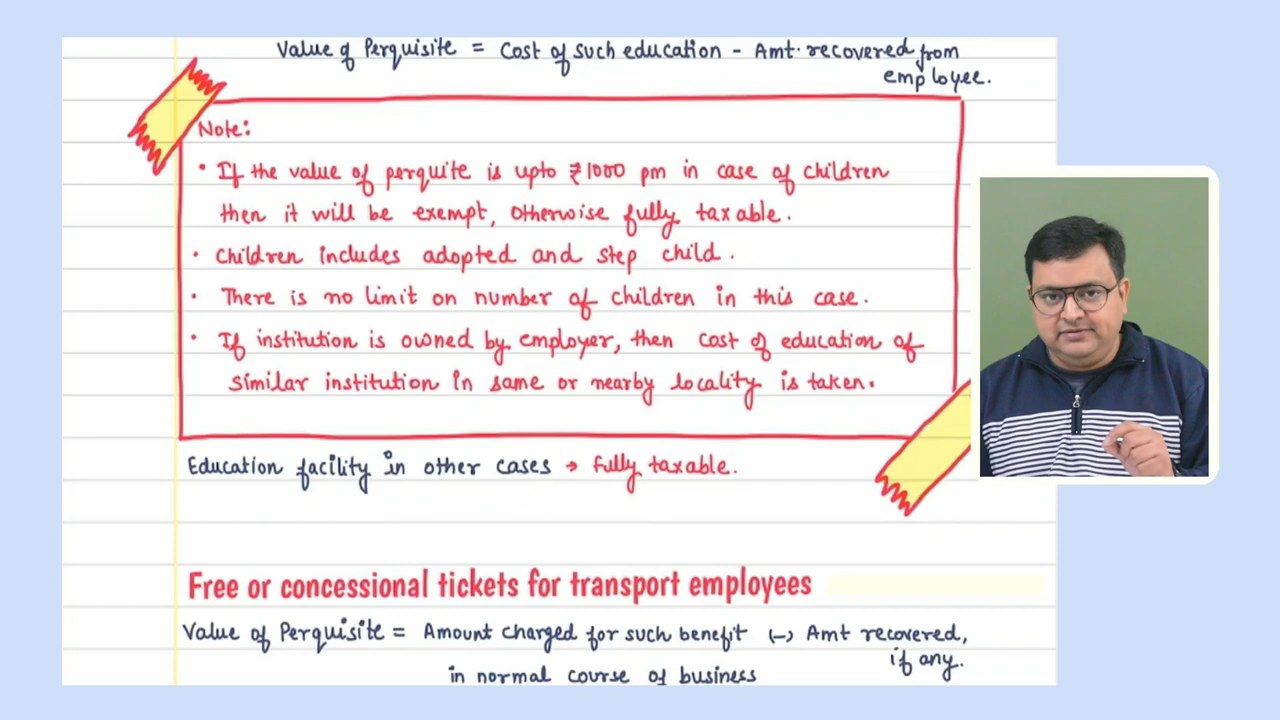 Value of Perquisite = Cost of such education - Amt. recovered from
employee.
Note:
• If the value of perquite is upto ₹1000 pm in case of children
then it will be exempt, otherwise fully taxable.
• Children includes adopted and step child.
• There is no limit on number of children in this case.
• If institution is owned by employer, then cost of education of
similar institution in same or nearby locality is taken.
Education facility in other cases → fully taxable.
Free or concessional tickets for transport employees
Value of Perquisite = Amount charged for such benefit (-) Amt recovered,
if any.
in normal course of business